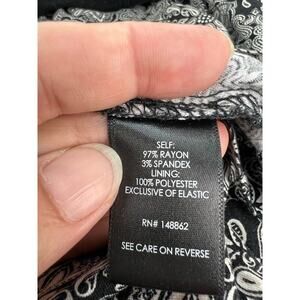 SELF:
97% RAYON
3% SPANDEX
LINING:
100% POLYESTER
EXCLUSIVE OF ELASTIC
RN# 148862
SEE CARE ON REVERSE